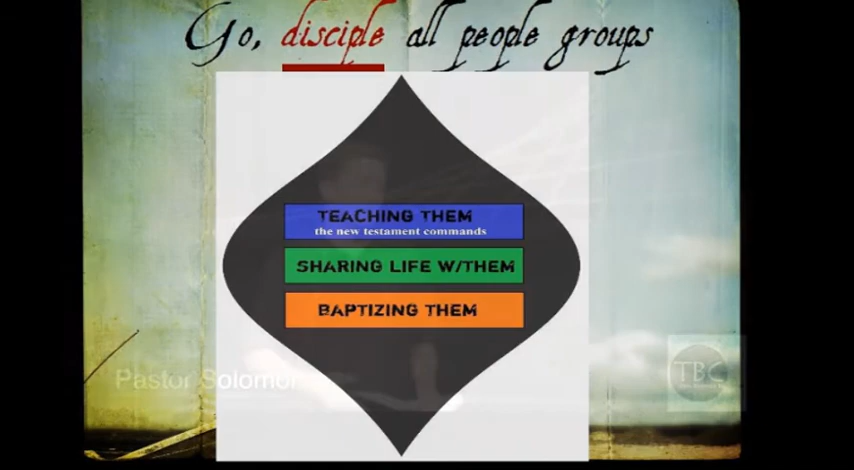 Go, disciple all people groups
TEACHING THEM
the new testament commands
SHARING LIFE W/THEM
BAPTIZING THEM
Pastor Solomon
TBC